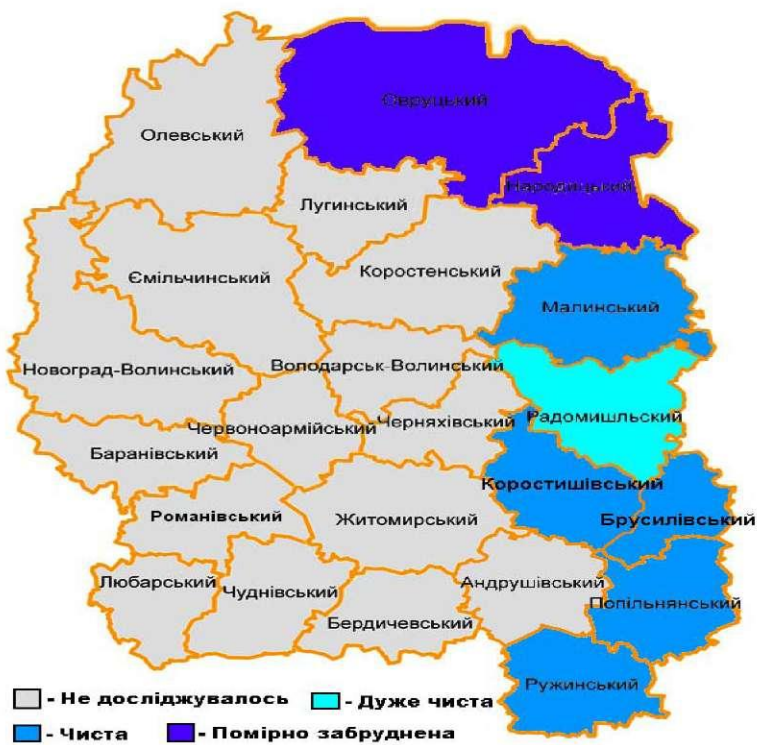 Овруцький
Олевський
Народицький
Лугинський
Коростенський
Ємільчинський
Малинський
Володарськ-Волинський
Новоград-Волинський
Радомишльский
Черняхівський
Червоноармійський
Баранівський
Коростишівський
Романівський
Житомирський
Брусилівський
Любарський
Чуднівський
Андрушівський
Попільнянський
Бердичевський
Ружинський
- Не досліджувалось - Дуже чиста
- Чиста - Помірно забруднена